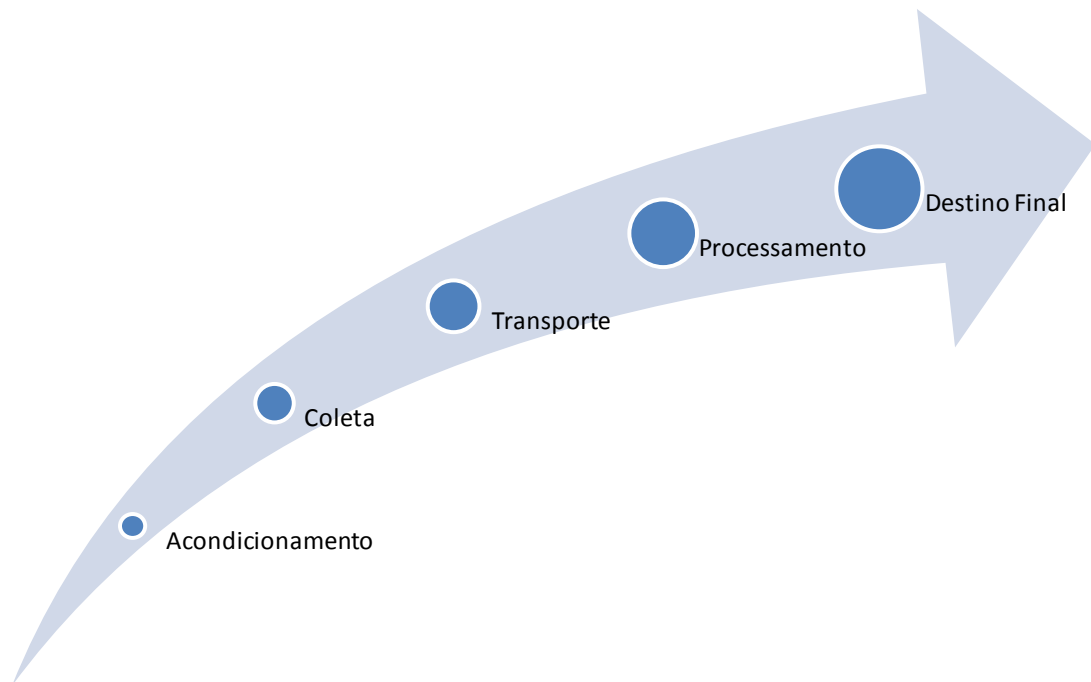 Destino Final
Processamento
Transporte
Coleta
Acondicionamento